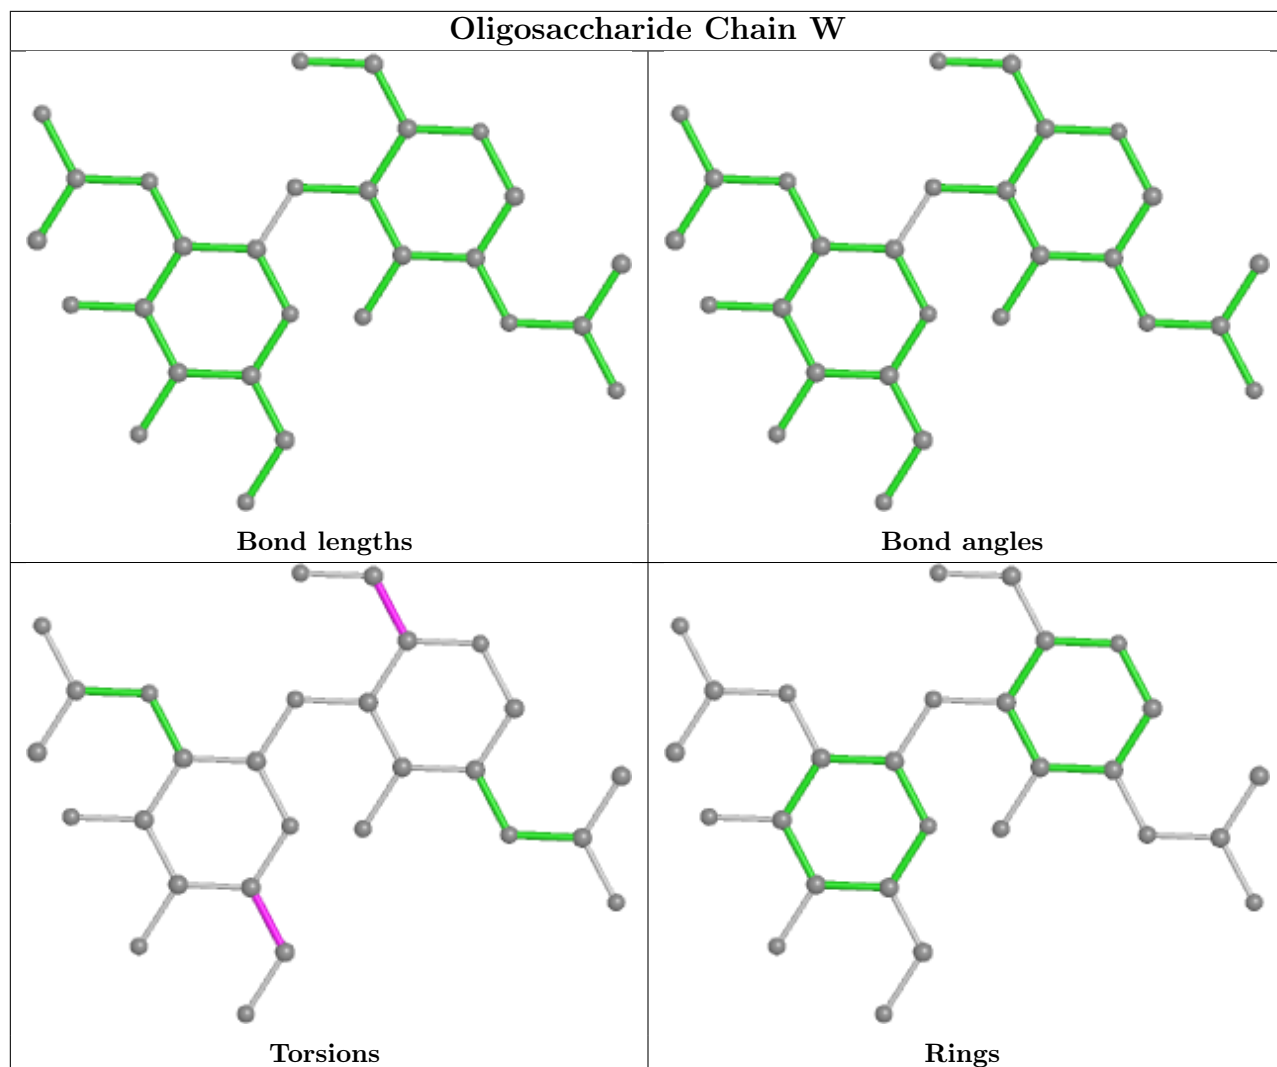 Oligosaccharide Chain W
Bond lengths
Bond angles
Torsions
Rings